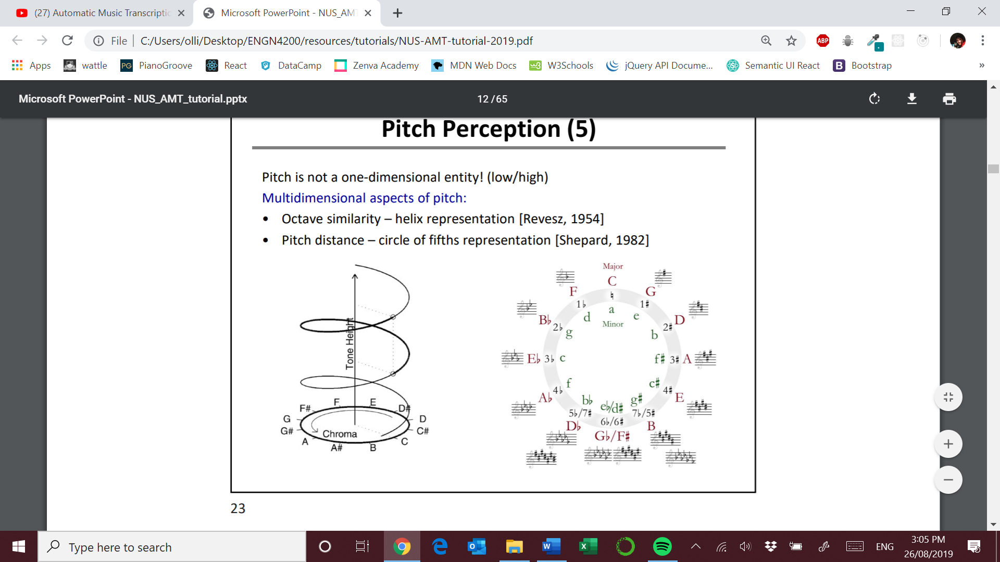 (27) Automatic Music Transcriptic
Microsoft PowerPoint - NUS_AMT
File
C:/Users/olli/Desktop/ENGN4200/resources/tutorials/NUS-AMT-tutorial-2019.pdf
ABP
Apps
wattle
PG
PianoGroove
React
DataCamp
Zenva Academy
MDN Web Docs
W3Schools
jQuery API Docume...
Semantic UI React
B
Bootstrap
»
Microsoft PowerPoint - NUS_AMT_tutorial.pptx
12 / 65
Pitch Perception (5)
Pitch is not a one-dimensional entity! (low/high)
Multidimensional aspects of pitch:
• Octave similarity – helix representation [Revesz, 1954]
• Pitch distance – circle of fifths representation [Shepard, 1982]
Tone Height
Chroma
F#
F
E
D#
D
C#
C
B
A#
A
G#
G
Major
C
♮
a
Minor
G
1♯
e
D
2♯
b
A
3♯
f♯
E
4♯
c♯
B
7♭/5♯
g♯
G♭/F♯
6♭/6♯
e♭/d♯
D♭
5♭/7♯
b♭
A♭
4♭
f
E♭
3♭
c
B♭
2♭
g
F
1♭
d
23
Type here to search
ENG
3:05 PM
26/08/2019